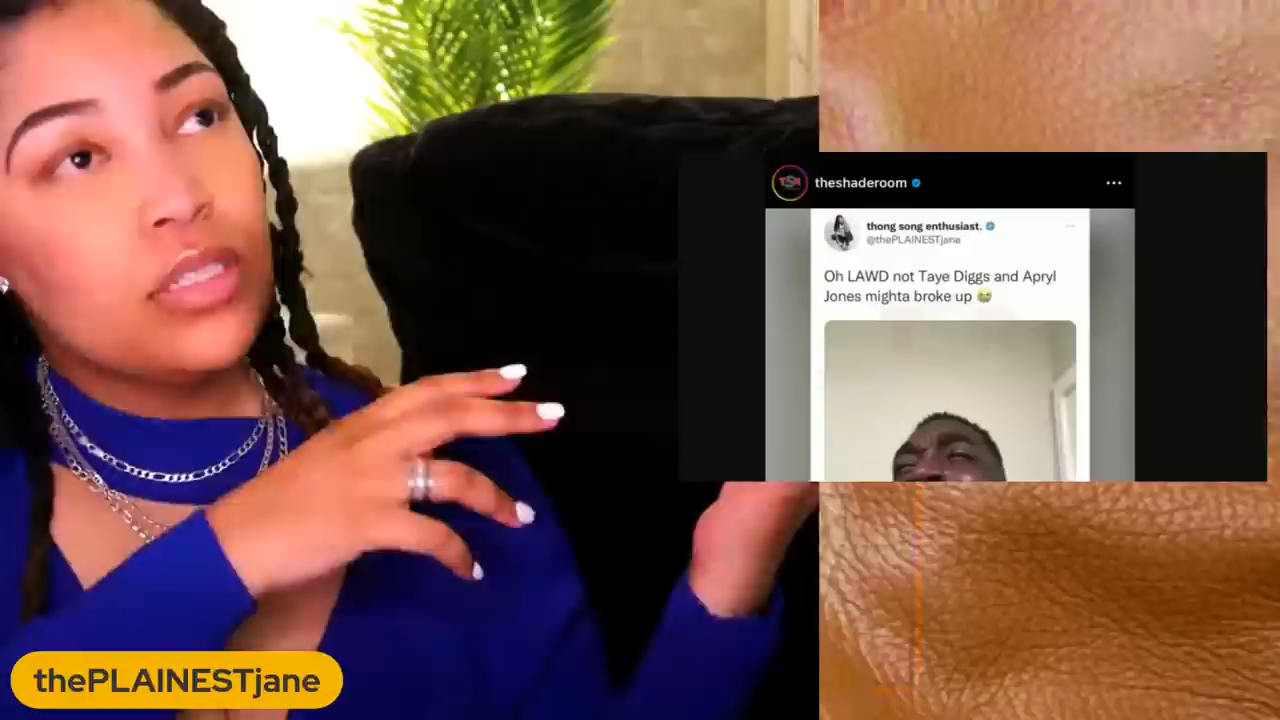 theshaderoom
thong song enthusiast.
@thePLAINESTjane
Oh LAWD not Taye Diggs and Apryl
Jones mighta broke up 😭
thePLAINESTjane